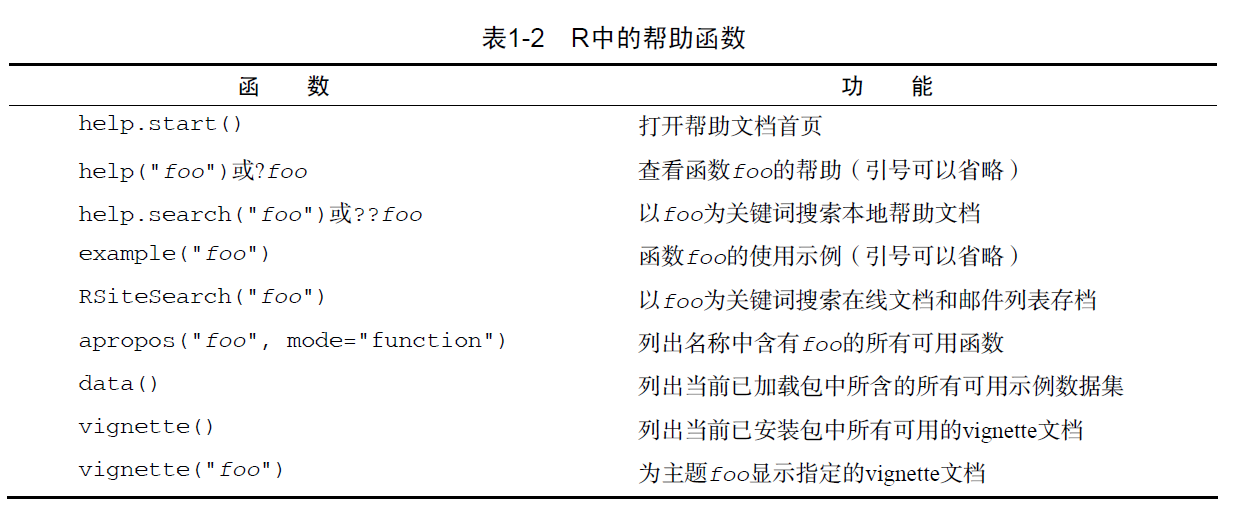 表1-2 R中的帮助函数
函 数 功 能
help.start() 打开帮助文档首页
help("foo")或?foo 查看函数foo的帮助（引号可以省略）
help.search("foo")或??foo 以foo为关键词搜索本地帮助文档
example("foo") 函数foo的使用示例（引号可以省略）
RSiteSearch("foo") 以foo为关键词搜索在线文档和邮件列表存档
apropos("foo", mode="function") 列出名称中含有foo的所有可用函数
data() 列出当前已加载包中所含的所有可用示例数据集
vignette() 列出当前已安装包中所有可用的vignette文档
vignette("foo") 为主题foo显示指定的vignette文档